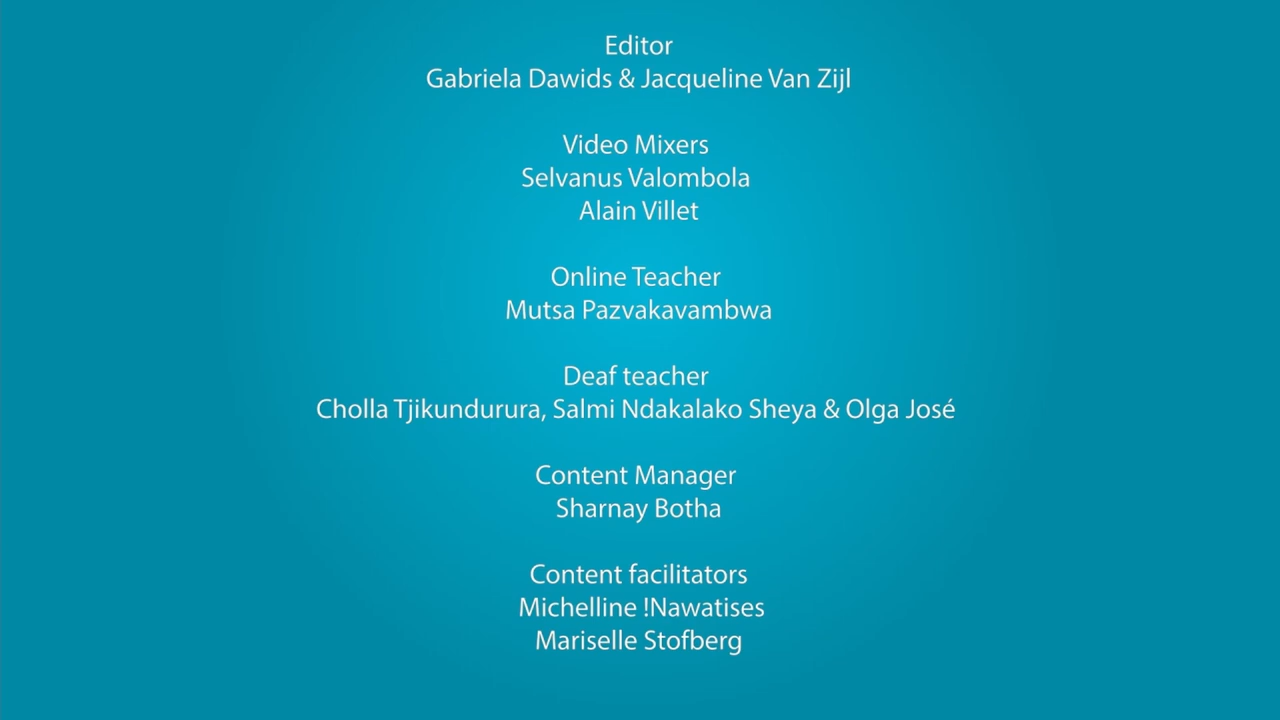 Editor
Gabriela Dawids & Jacqueline Van Zijl
Video Mixers
Selvanus Valombola
Alain Villet
Online Teacher
Mutsa Pazvakavambwa
Deaf teacher
Cholla Tjikundurura, Salmi Ndakalako Sheya & Olga José
Content Manager
Sharnay Botha
Content facilitators
Michelline !Nawatises
Mariselle Stofberg